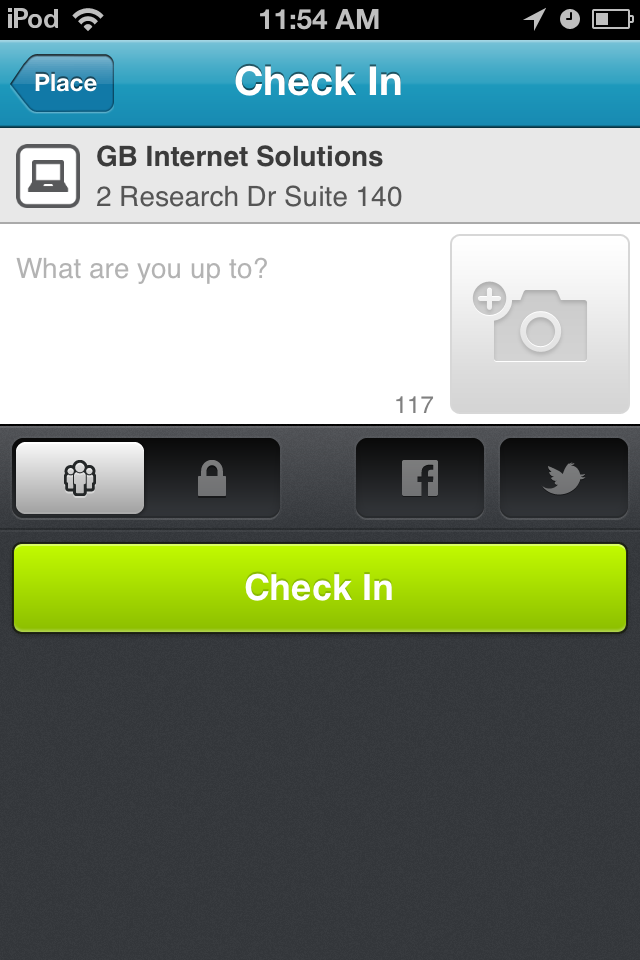 iPod 11:54 AM
Place Check In
GB Internet Solutions
2 Research Dr Suite 140
What are you up to?
117
Check In